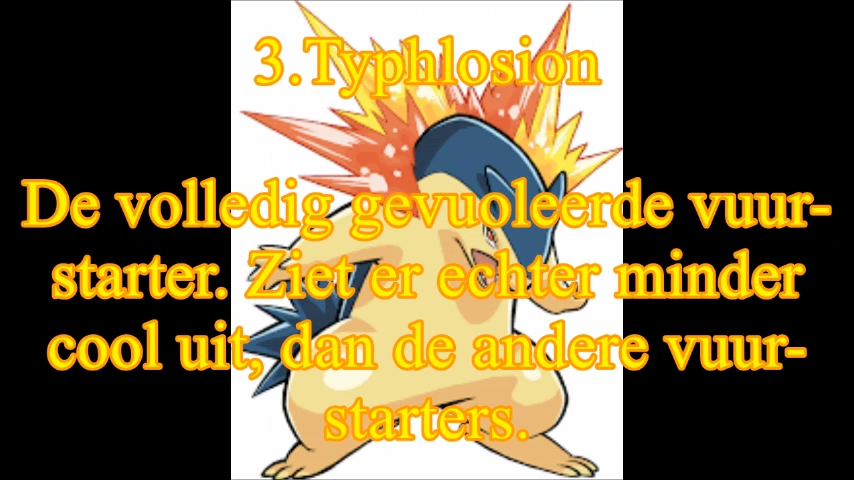 3.Typhlosion
De volledig gevuoleerde vuur-
starter. Ziet er echter minder
cool uit, dan de andere vuur-
starters.